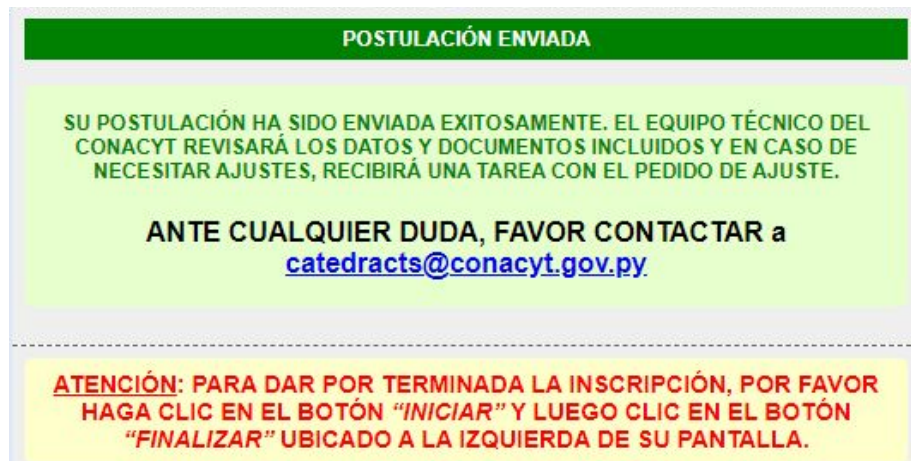 POSTULACIÓN ENVIADA
SU POSTULACIÓN HA SIDO ENVIADA EXITOSAMENTE. EL EQUIPO TÉCNICO DEL
CONACYT REVISARÁ LOS DATOS Y DOCUMENTOS INCLUIDOS Y EN CASO DE
NECESITAR AJUSTES, RECIBIRÁ UNA TAREA CON EL PEDIDO DE AJUSTE.
ANTE CUALQUIER DUDA, FAVOR CONTACTAR a
catedracts@conacyt.gov.py
ATENCIÓN: PARA DAR POR TERMINADA LA INSCRIPCIÓN, POR FAVOR
HAGA CLIC EN EL BOTÓN “INICIAR” Y LUEGO CLIC EN EL BOTÓN
“FINALIZAR” UBICADO A LA IZQUIERDA DE SU PANTALLA.